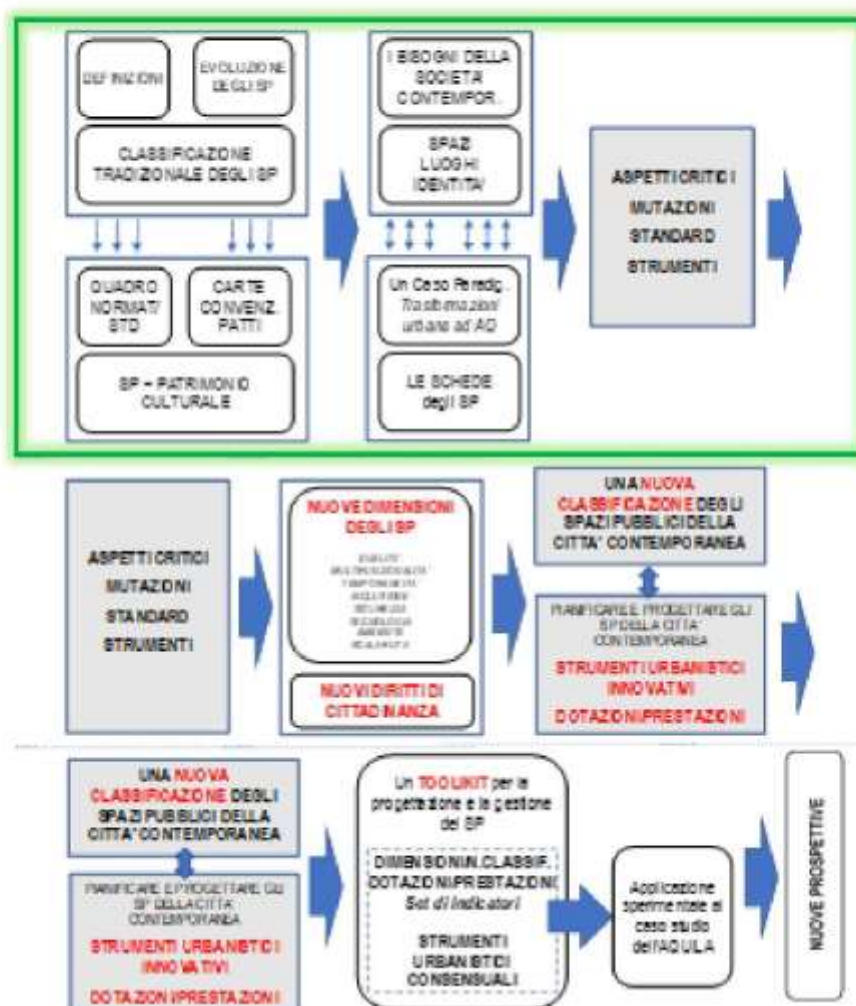 DEFINIZIONI
EVOLUZIONE
DEGLI SP
CLASSIFICAZIONE
TRADIZIONALE DEGLI SP
QUADRO
NORMAT/
STD
CARTE
CONVENZ.
PATTI
SP = PATRIMONIO
CULTURALE
I BISOGNI DELLA
SOCIETA'
CONTEMPOR.
SPAZI
LUOGHI
IDENTITA'
Un Caso Paradig.
Trasformazioni
urbane ad AQ
LE SCHEDE
degli SP
ASPETTI CRITICI
MUTAZIONI
STANDARD
STRUMENTI
ASPETTI CRITICI
MUTAZIONI
STANDARD
STRUMENTI
NUOVE DIMENSIONI
DEGLI SP
NUOVI DIRITTI DI
CITTADINANZA
UNA NUOVA
CLASSIFICAZIONE DEGLI
SPAZI PUBBLICI DELLA
CITTA' CONTEMPORANEA
PIANIFICARE E PROGETTARE GLI
SP DELLA CITTA'
CONTEMPORANEA
STRUMENTI URBANISTICI
INNOVATIVI
DOTAZIONI/PRESTAZIONI
UNA NUOVA
CLASSIFICAZIONE DEGLI
SPAZI PUBBLICI DELLA
CITTA' CONTEMPORANEA
PIANIFICARE E PROGETTARE GLI
SP DELLA CITTA'
CONTEMPORANEA
STRUMENTI URBANISTICI
INNOVATIVI
DOTAZIONI/PRESTAZIONI
Un TOOLKIT per la
progettazione e la gestione
dei SP
DIMENSIONI/N.CLASSIF.
DOTAZIONI/PRESTAZIONI
Set di Indicatori
STRUMENTI
URBANISTICI
CONSENSUALI
Applicazione
sperimentale al
caso studio
dell'AQUILA
NUOVE PROSPETTIVE